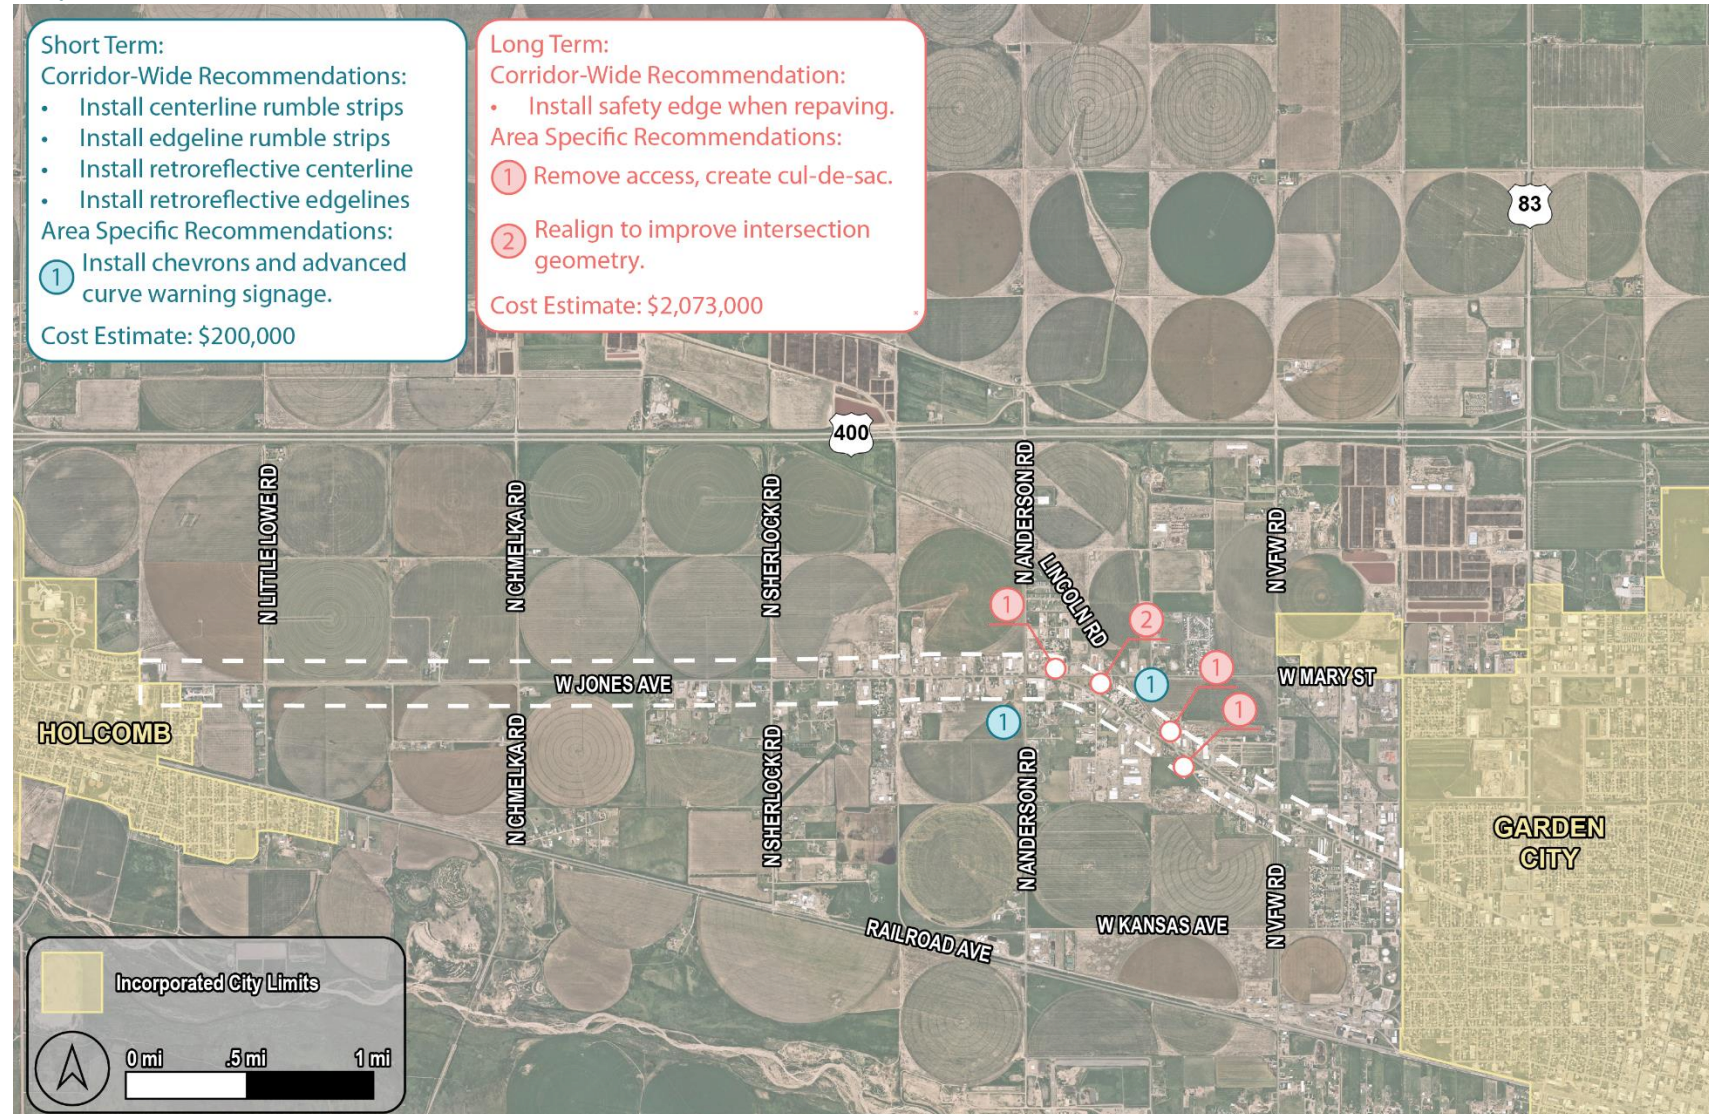 Short Term:
Corridor-Wide Recommendations:
• Install centerline rumble strips
• Install edgeline rumble strips
• Install retroreflective centerline
• Install retroreflective edgelines
Area Specific Recommendations:
1 Install chevrons and advanced
curve warning signage.
Cost Estimate: $200,000
Long Term:
Corridor-Wide Recommendation:
• Install safety edge when repaving.
Area Specific Recommendations:
1 Remove access, create cul-de-sac.
2 Realign to improve intersection
geometry.
Cost Estimate: $2,073,000
83
400
N LITTLE LOWE RD
N CHMELKA RD
N SHERLOCK RD
N ANDERSON RD
LINCOLN RD
N VFW RD
1
2
1
1
1
1
W JONES AVE
W MARY ST
HOLCOMB
N CHMELKA RD
N SHERLOCK RD
N ANDERSON RD
N VFW RD
GARDEN
CITY
RAILROAD AVE
W KANSAS AVE
Incorporated City Limits
0 mi .5 mi 1 mi